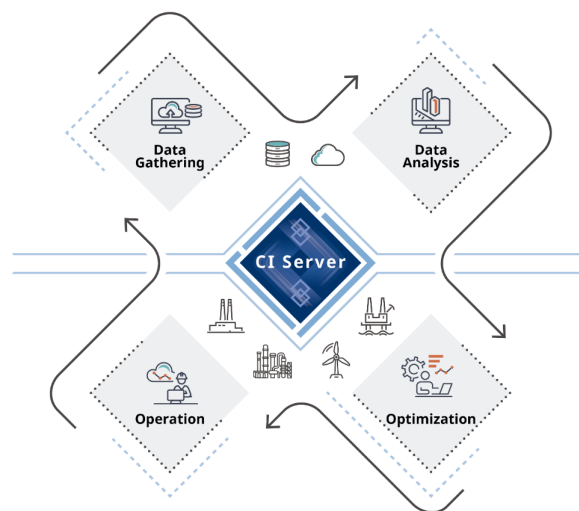 Data
Gathering
Data
Analysis
CI Server
Operation
Optimization